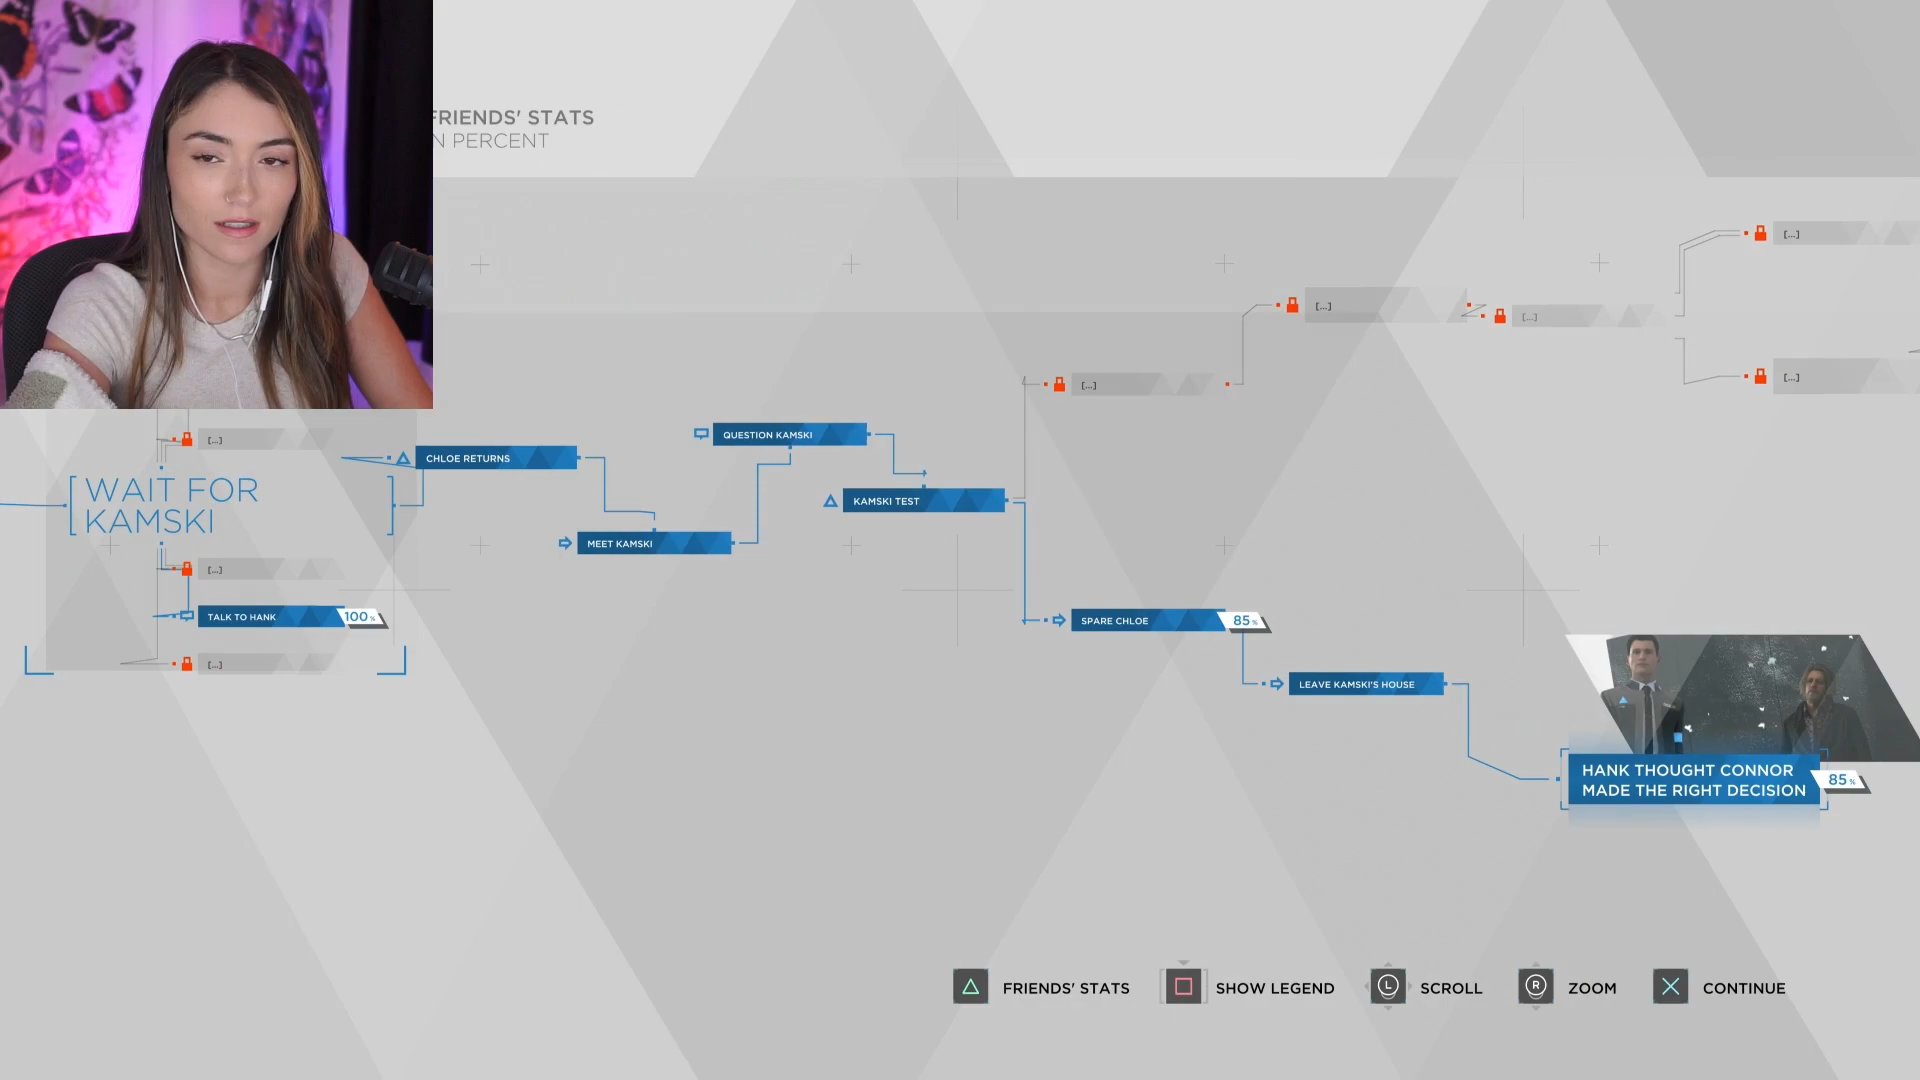 FRIENDS' STATS
N PERCENT
[...]
[...]
[...]
[...]
[...]
[...]
[...]
QUESTION KAMSKI
CHLOE RETURNS
WAIT FOR
KAMSKI
KAMSKI TEST
MEET KAMSKI
[...]
TALK TO HANK 100%
SPARE CHLOE 85%
[...]
LEAVE KAMSKI'S HOUSE
HANK THOUGHT CONNOR
MADE THE RIGHT DECISION 85%
FRIENDS' STATS SHOW LEGEND L SCROLL R ZOOM CONTINUE